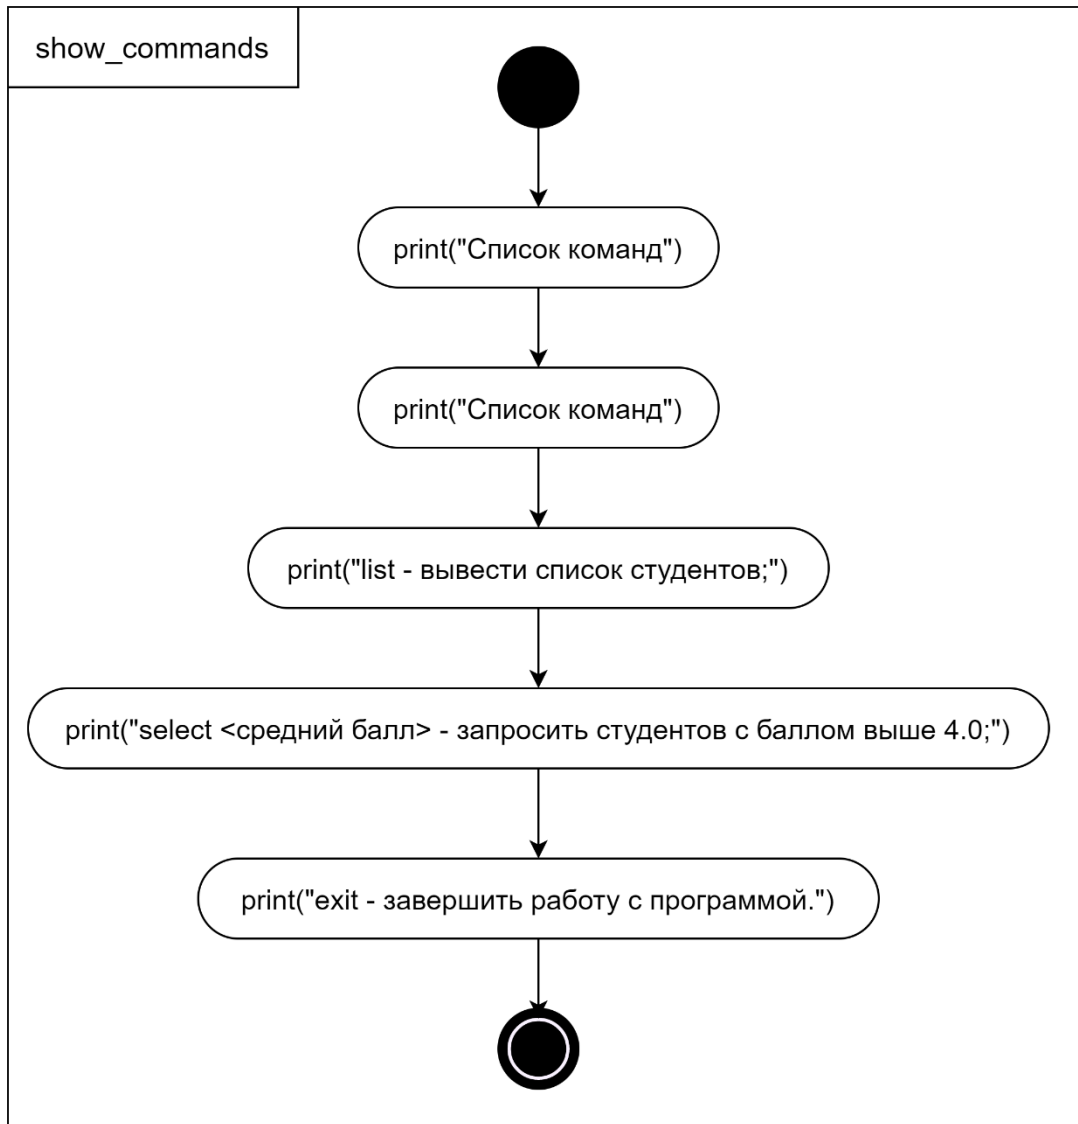 show_commands
print("Список команд")
print("Список команд")
print("list - вывести список студентов;")
print("select <средний балл> - запросить студентов с баллом выше 4.0;")
print("exit - завершить работу с программой.")